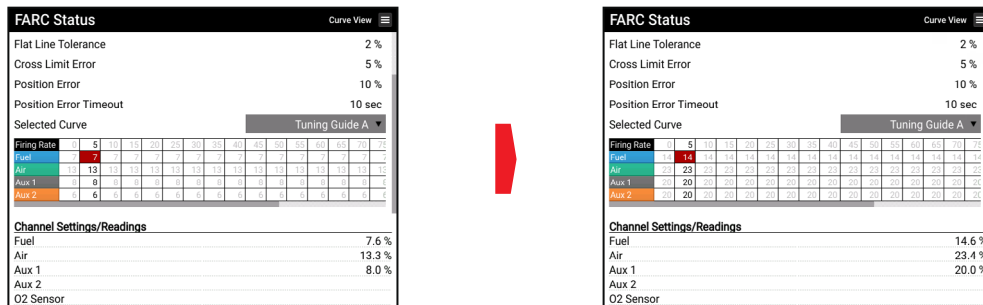 FARC Status Curve View
Flat Line Tolerance 2 %
Cross Limit Error 5 %
Position Error 10 %
Position Error Timeout 10 sec
Selected Curve Tuning Guide A
Firing Rate 0 5 10 15 20 25 30 35 40 45 50 55 60 65 70 75
Fuel 7 7 7 7 7 7 7 7 7 7 7 7 7 7 7 7
Air 13 13 13 13 13 13 13 13 13 13 13 13 13 13 13 13
Aux 1 8 8 8 8 8 8 8 8 8 8 8 8 8 8 8 8
Aux 2 6 6 6 6 6 6 6 6 6 6 6 6 6 6 6 6
Channel Settings/Readings
Fuel 7.6 %
Air 13.3 %
Aux 1 8.0 %
Aux 2
O2 Sensor
FARC Status Curve View
Flat Line Tolerance 2 %
Cross Limit Error 5 %
Position Error 10 %
Position Error Timeout 10 sec
Selected Curve Tuning Guide A
Firing Rate 0 5 10 15 20 25 30 35 40 45 50 55 60 65 70 75
Fuel 14 14 14 14 14 14 14 14 14 14 14 14 14 14 14 14
Air 23 23 23 23 23 23 23 23 23 23 23 23 23 23 23 23
Aux 1 20 20 20 20 20 20 20 20 20 20 20 20 20 20 20 20
Aux 2 20 20 20 20 20 20 20 20 20 20 20 20 20 20 20 20
Channel Settings/Readings
Fuel 14.6 %
Air 23.4 %
Aux 1 20.0 %
Aux 2
O2 Sensor